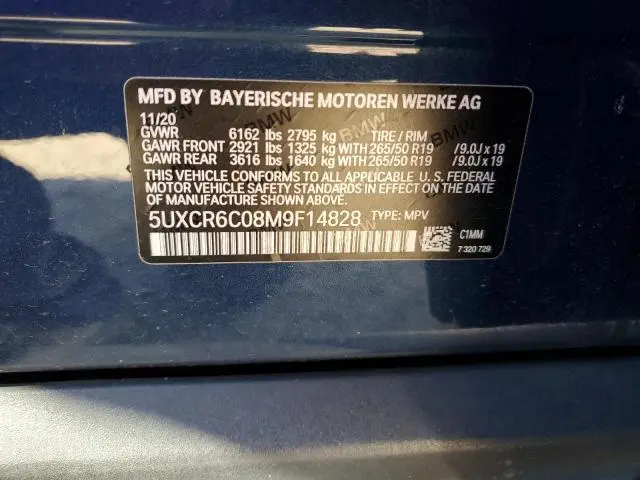 MFD BY BAYERISCHE MOTOREN WERKE AG
11/20
GVWR 6162 lbs 2795 kg TIRE / RIM
GAWR FRONT 2921 lbs 1325 kg WITH 265/50 R19 /9.0J x 19
GAWR REAR 3616 lbs 1640 kg WITH 265/50 R19 /9.0J x 19
THIS VEHICLE CONFORMS TO ALL APPLICABLE U. S. FEDERAL
MOTOR VEHICLE SAFETY STANDARDS IN EFFECT ON THE DATE OF
MANUFACTURE SHOWN ABOVE.
5UXCR6C08M9F14828 TYPE: MPV
C1MM
7 320 729